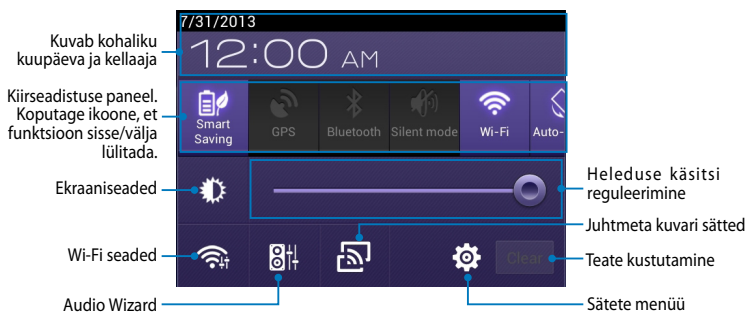 7/31/2013
Kuvab kohaliku
kuupäeva ja kellaaja
12:00 AM
Kiirseadistuse paneel.
Koputage ikoone, et
funktsioon sisse/välja
lülitada.
Smart
Saving
GPS
Bluetooth
Silent mode
Wi-Fi
Auto-
Ekraaniseaded
Heleduse käsitsi
reguleerimine
Juhtmeta kuvari sätted
Wi-Fi seaded
Clear
Teate kustutamine
Audio Wizard
Sätete menüü